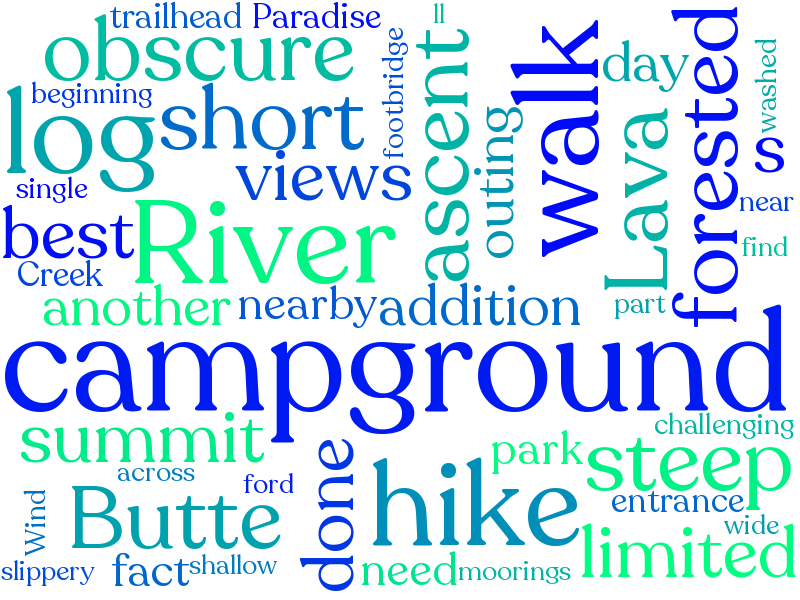 trailhead Paradise ll
obscure
beginning
log short
footbridge
ascent
walk
day
forested
washed
views
outing
Lava
s
single
best River
near
Creek
find
another nearby addition
part
campground
summit
challenging
done
hike
park steep
across
ford
entrance
Wind
Butte
wide
limited
slippery fact shallow
need moorings